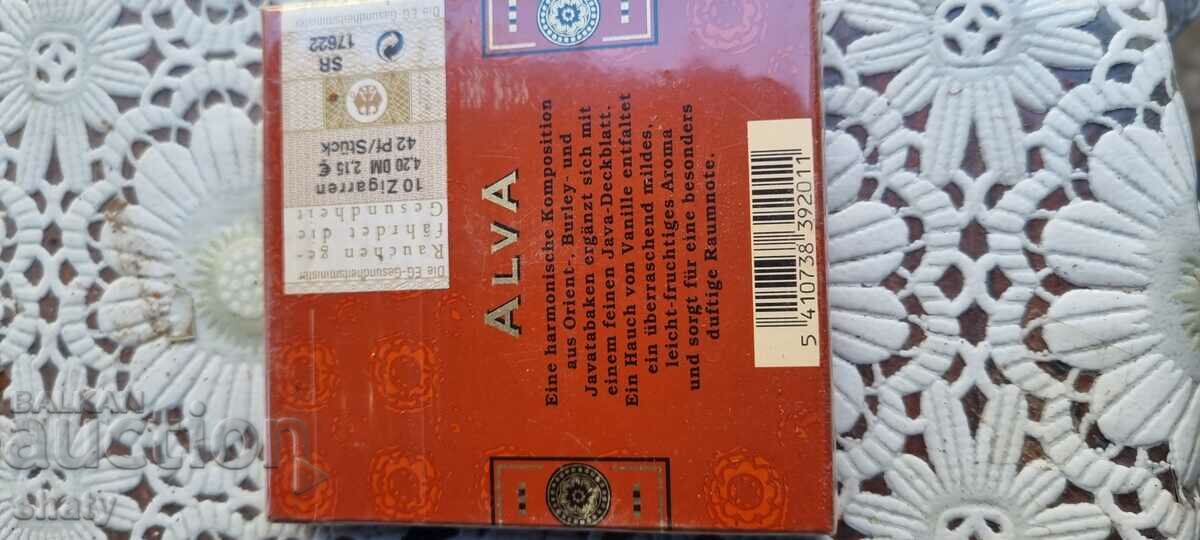 ALVA
Eine harmonische Komposition
aus Orient-, Burley- und
Javatabaken ergänzt sich mit
einem feinen Java-Deckblatt.
Ein Hauch von Vanille entfaltet
ein überraschend mildes,
leicht-fruchtiges Aroma
und sorgt für eine besonders
duftige Raumnote.
5 410738 392011
Die EG-Gesundheitsminister
Rauchen ge-
fährdet die
Gesundheit
10 Zigarren
4,20 DM 2,15 €
42 Pf/Stück
SR
17622
Die EG-Gesundheitsminister
BALKAN
auction
shaty